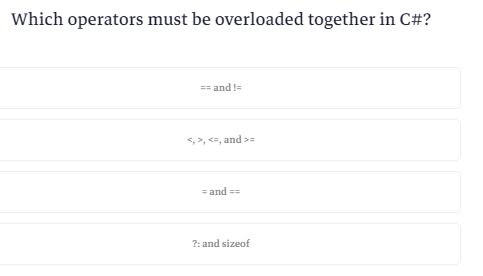 Which operators must be overloaded together in C#?
== and !=
<, >, <=, and >=
= and ==
?: and sizeof